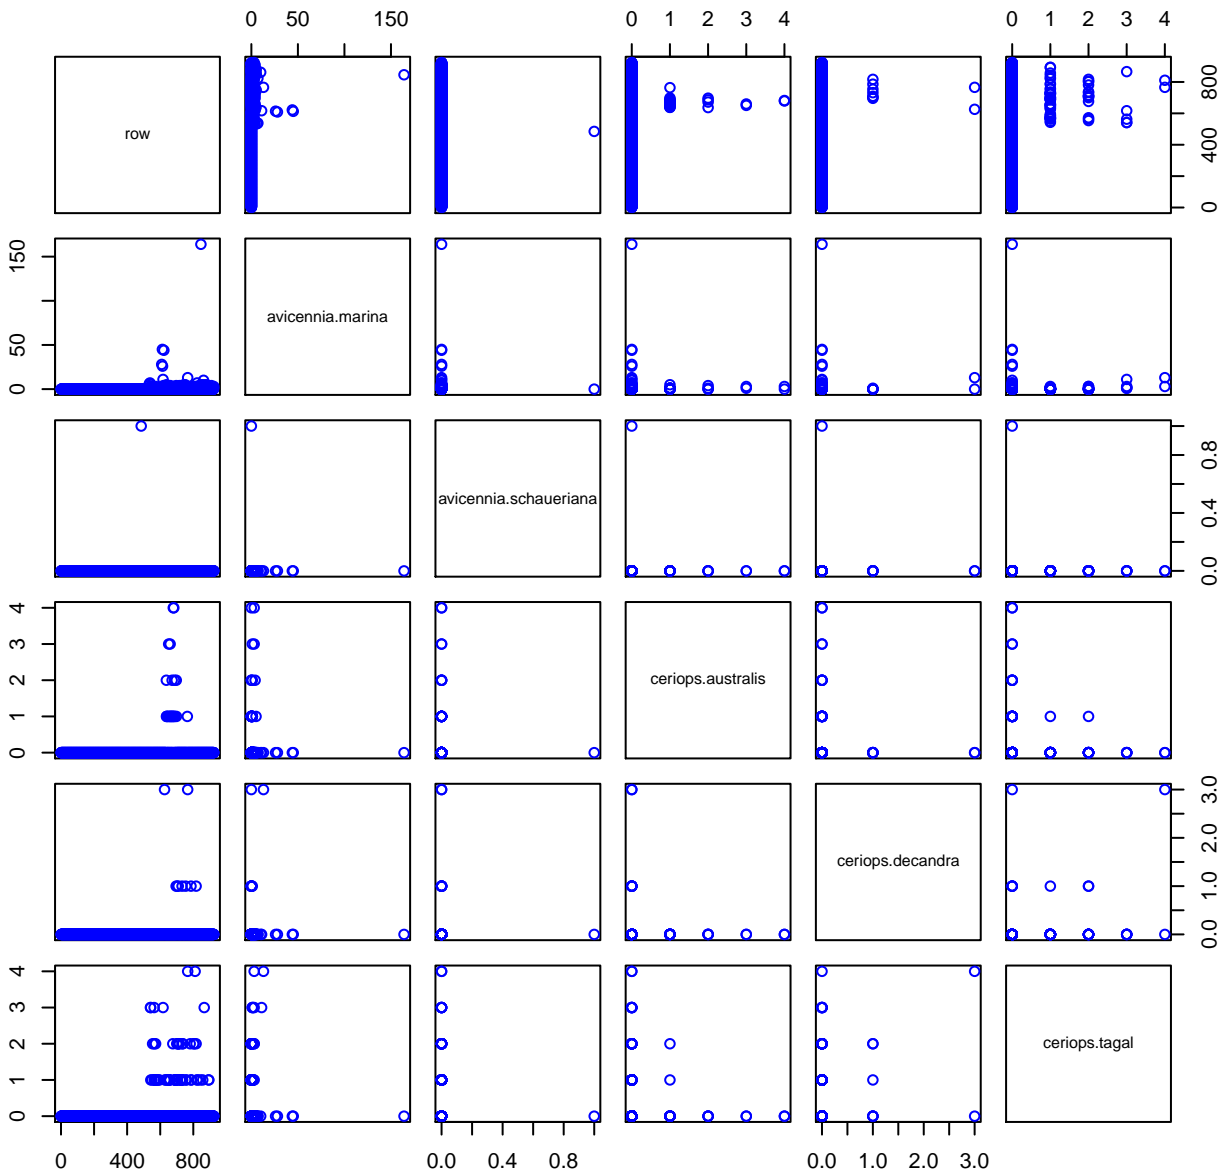 0 50 150 0 1 2 3 4 0 1 2 3 4
row
0 400 800
0 50 150
avicennia.marina
avicennia.schaueriana
0.0 0.4 0.8
0 1 2 3 4
ceriops.australis
ceriops.decandra
0.0 1.0 2.0 3.0
0 1 2 3 4
ceriops.tagal
0 400 800 0.0 0.4 0.8 0.0 1.0 2.0 3.0